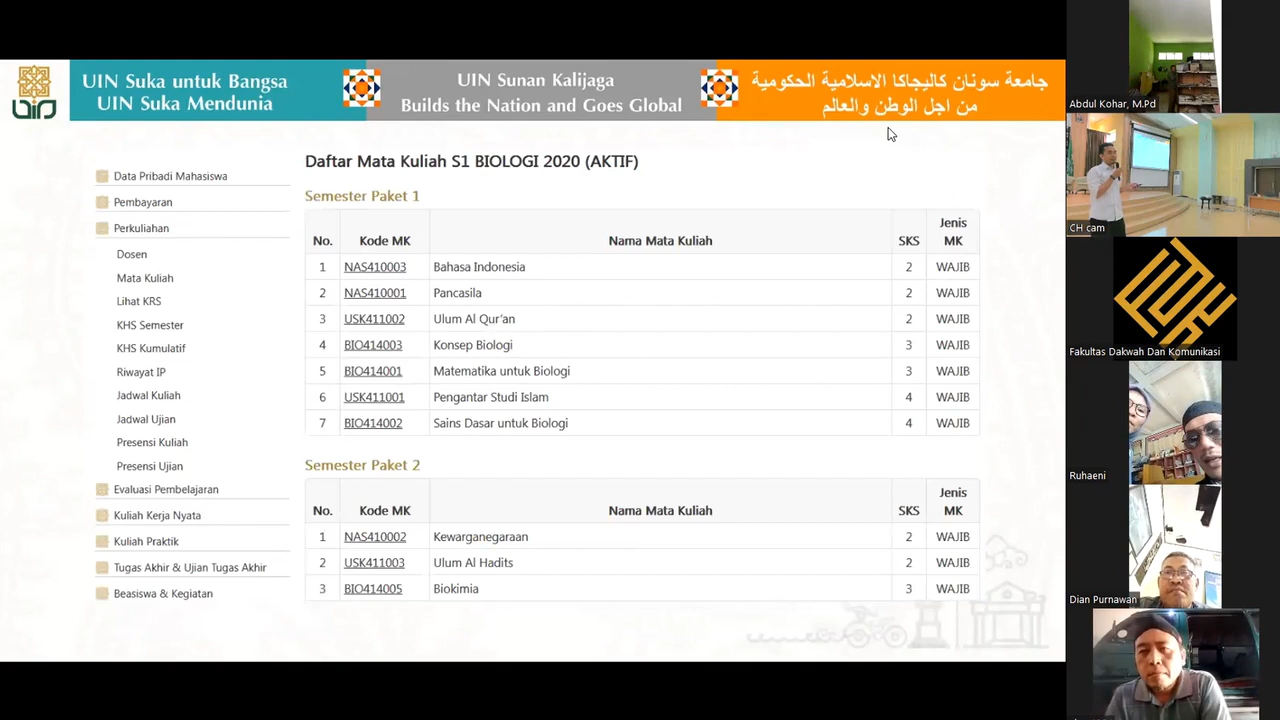 UIN Suka untuk Bangsa
UIN Suka Mendunia
UIN Sunan Kalijaga
Builds the Nation and Goes Global
جامعة سونان كاليجاكا الاسلامية الحكومية
من اجل الوطن والعالم
Data Pribadi Mahasiswa
Pembayaran
Perkuliahan
Dosen
Mata Kuliah
Lihat KRS
KHS Semester
KHS Kumulatif
Riwayat IP
Jadwal Kuliah
Jadwal Ujian
Presensi Kuliah
Presensi Ujian
Evaluasi Pembelajaran
Kuliah Kerja Nyata
Kuliah Praktik
Tugas Akhir & Ujian Tugas Akhir
Beasiswa & Kegiatan
Daftar Mata Kuliah S1 BIOLOGI 2020 (AKTIF)
Semester Paket 1
No. Kode MK Nama Mata Kuliah SKS Jenis MK
1 NAS410003 Bahasa Indonesia 2 WAJIB
2 NAS410001 Pancasila 2 WAJIB
3 USK411002 Ulum Al Qur'an 2 WAJIB
4 BIO414003 Konsep Biologi 3 WAJIB
5 BIO414001 Matematika untuk Biologi 3 WAJIB
6 USK411001 Pengantar Studi Islam 4 WAJIB
7 BIO414002 Sains Dasar untuk Biologi 4 WAJIB
Semester Paket 2
No. Kode MK Nama Mata Kuliah SKS Jenis MK
1 NAS410002 Kewarganegaraan 2 WAJIB
2 USK411003 Ulum Al Hadits 2 WAJIB
3 BIO414005 Biokimia 3 WAJIB
Abdul Kohar, M.Pd
CH cam
Fakultas Dakwah Dan Komunikasi
Ruhaeni
Dian Purnawan